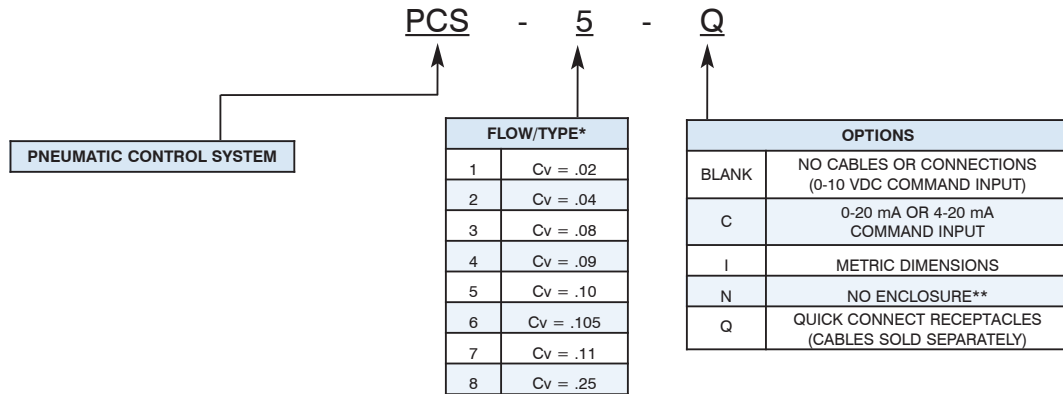 PCS - 5 - Q
PNEUMATIC CONTROL SYSTEM
FLOW/TYPE*
1 Cv = .02
2 Cv = .04
3 Cv = .08
4 Cv = .09
5 Cv = .10
6 Cv = .105
7 Cv = .11
8 Cv = .25
OPTIONS
BLANK NO CABLES OR CONNECTIONS
(0-10 VDC COMMAND INPUT)
C 0-20 mA OR 4-20 mA
COMMAND INPUT
I METRIC DIMENSIONS
N NO ENCLOSURE**
Q QUICK CONNECT RECEPTACLES
(CABLES SOLD SEPARATELY)